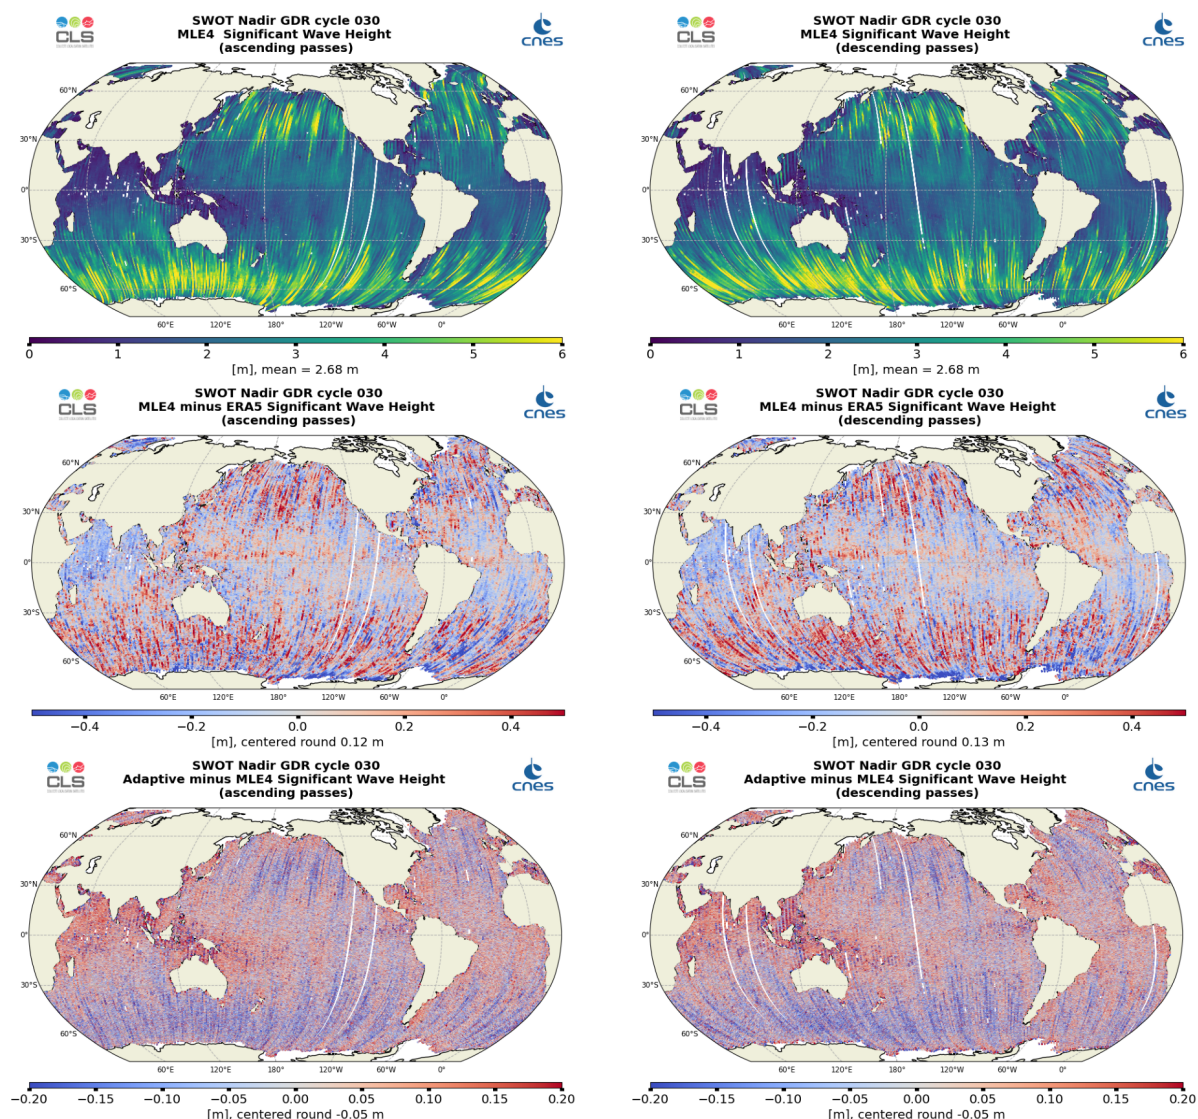 SWOT Nadir GDR cycle 030
MLE4 Significant Wave Height
(ascending passes)
CLS
cnes
60°N
30°N
0°
30°S
60°S
60°E 120°E 180° 120°W 60°W 0°
0 1 2 3 4 5 6
[m], mean = 2.68 m
SWOT Nadir GDR cycle 030
MLE4 Significant Wave Height
(descending passes)
CLS
cnes
60°N
30°N
0°
30°S
60°S
60°E 120°E 180° 120°W 60°W 0°
0 1 2 3 4 5 6
[m], mean = 2.68 m
SWOT Nadir GDR cycle 030
MLE4 minus ERA5 Significant Wave Height
(ascending passes)
CLS
cnes
60°N
30°N
0°
30°S
60°S
60°E 120°E 180° 120°W 60°W 0°
−0.4 −0.2 0.0 0.2 0.4
[m], centered round 0.12 m
SWOT Nadir GDR cycle 030
MLE4 minus ERA5 Significant Wave Height
(descending passes)
CLS
cnes
60°N
30°N
0°
30°S
60°S
60°E 120°E 180° 120°W 60°W 0°
−0.4 −0.2 0.0 0.2 0.4
[m], centered round 0.13 m
SWOT Nadir GDR cycle 030
Adaptive minus MLE4 Significant Wave Height
(ascending passes)
CLS
cnes
60°N
30°N
0°
30°S
60°S
60°E 120°E 180° 120°W 60°W 0°
−0.20 −0.15 −0.10 −0.05 0.00 0.05 0.10 0.15 0.20
[m], centered round -0.05 m
SWOT Nadir GDR cycle 030
Adaptive minus MLE4 Significant Wave Height
(descending passes)
CLS
cnes
60°N
30°N
0°
30°S
60°S
60°E 120°E 180° 120°W 60°W 0°
−0.20 −0.15 −0.10 −0.05 0.00 0.05 0.10 0.15 0.20
[m], centered round -0.05 m